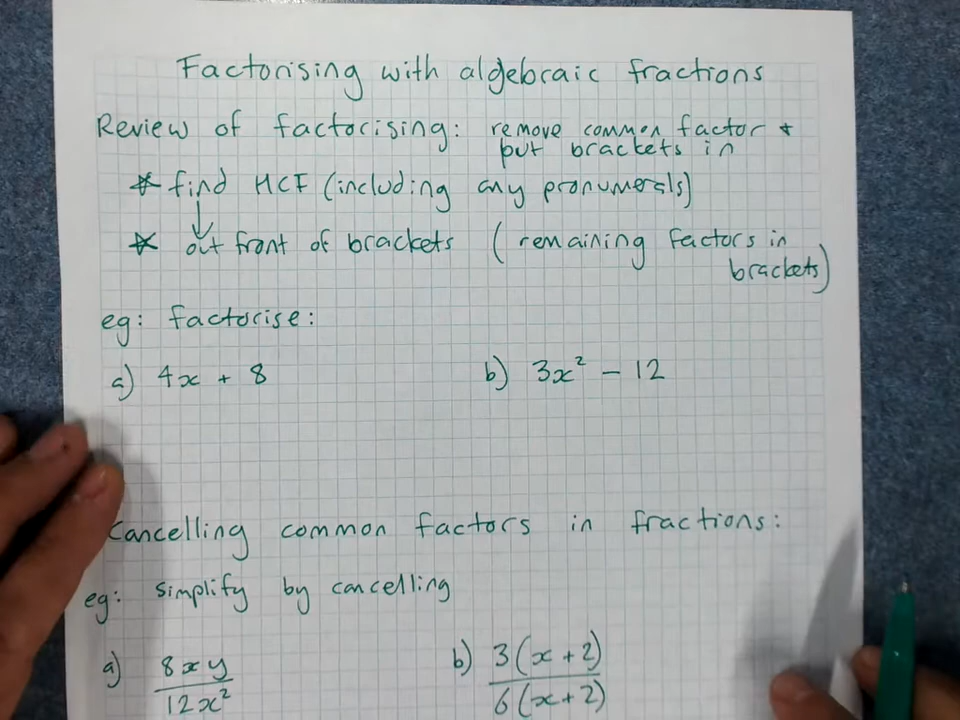 Factorising with algebraic fractions
Review of factorising: remove common factor +
put brackets in
* find HCF (including any pronumerals)
↓
* out front of brackets (remaining factors in
brackets)
eg: factorise:
a) 4x + 8 b) 3x² - 12
Cancelling common factors in fractions:
eg: simplify by cancelling
a) 8xy / 12x² b) 3(x+2) / 6(x+2)